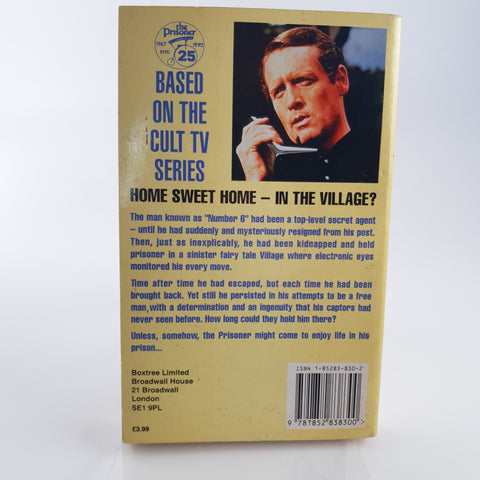 the Prisoner
1967 1992
ATPC
25
BASED
ON THE
CULT TV
SERIES
HOME SWEET HOME – IN THE VILLAGE?
The man known as "Number 6" had been a top-level secret agent
– until he had suddenly and mysteriously resigned from his post.
Then, just as inexplicably, he had been kidnapped and held
prisoner in a sinister fairy tale Village where electronic eyes
monitored his every move.
Time after time he had escaped, but each time he had been
brought back. Yet still he persisted in his attempts to be a free
man, with a determination and an ingenuity that his captors had
never seen before. How long could they hold him there?
Unless, somehow, the Prisoner might come to enjoy life in his
prison...
Boxtree Limited
Broadwall House
21 Broadwall
London
SE1 9PL
£3.99
ISBN 1-85283-830-2
9 781852 838300 >